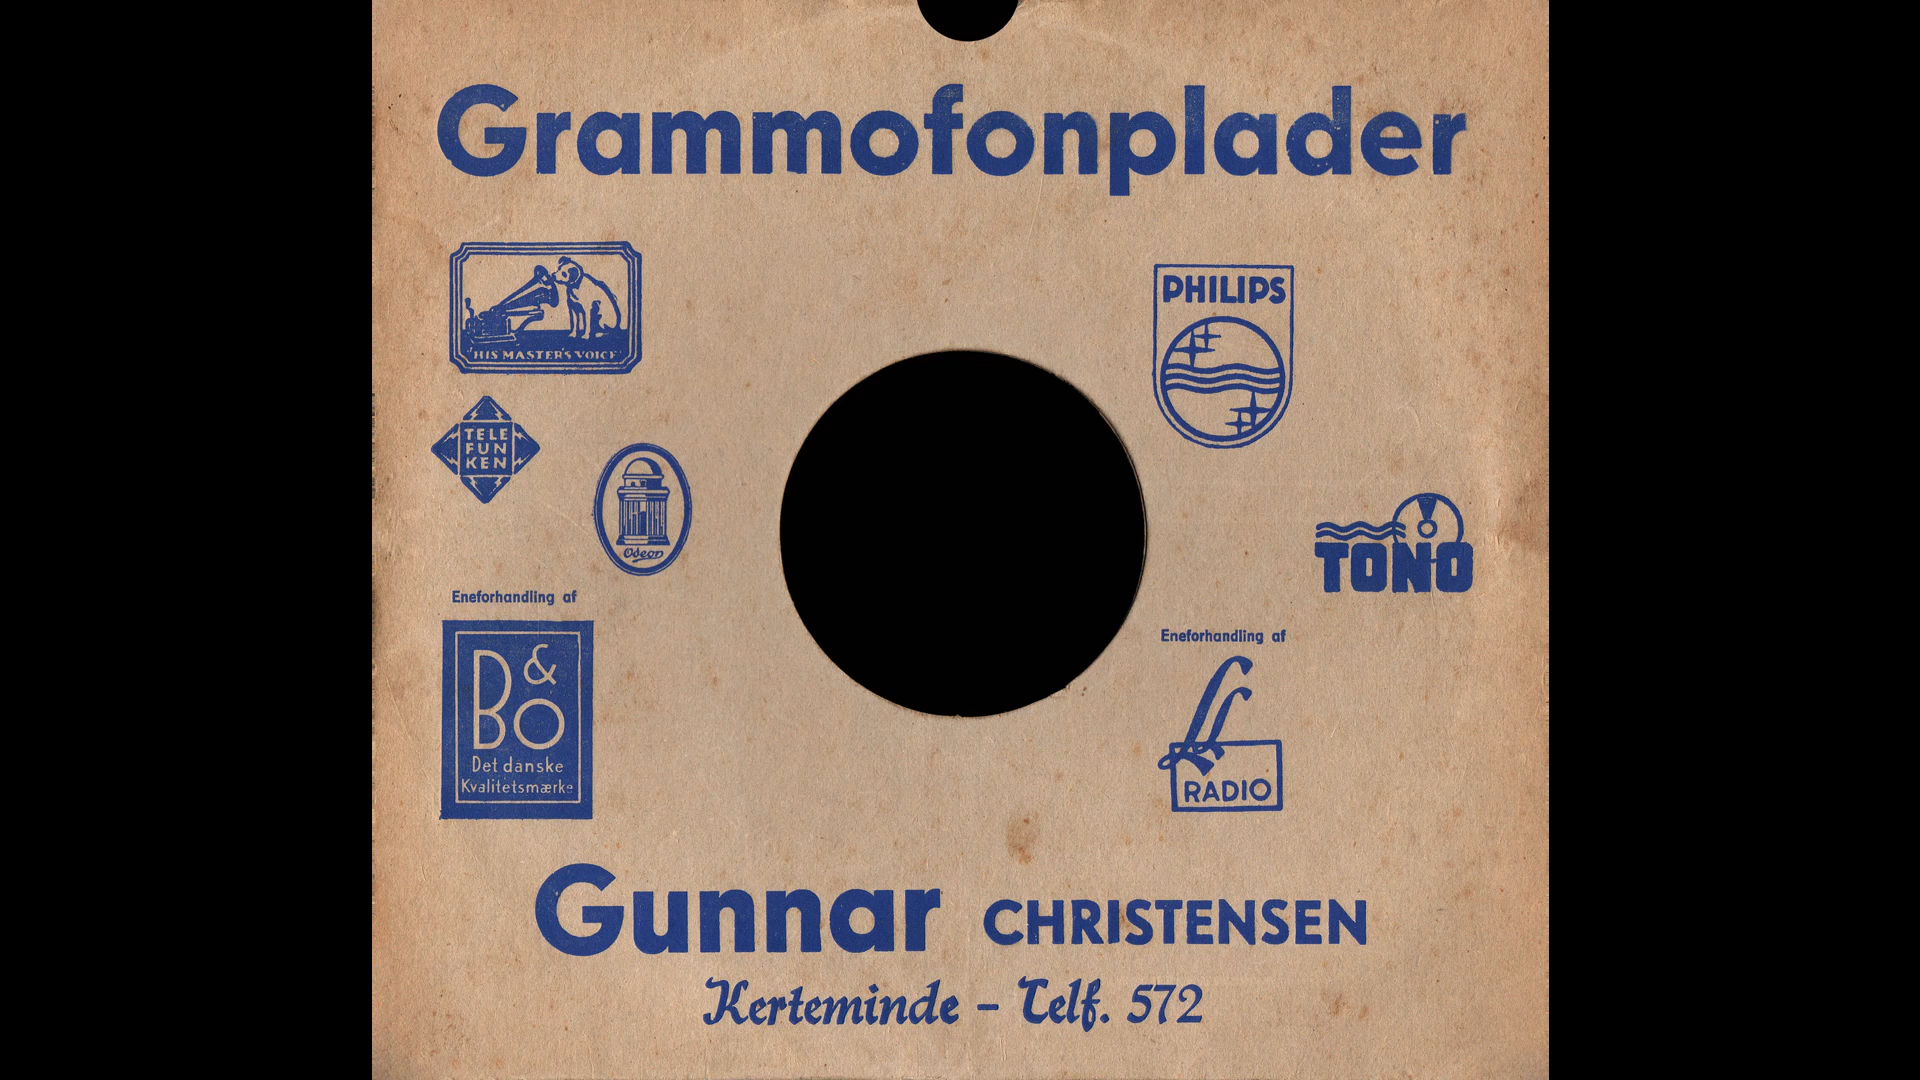 Grammofonplader
"HIS MASTER'S VOICE"
PHILIPS
TELE
FUN
KEN
Odeon
TONO
Eneforhandling af
B&O
Det danske
Kvalitetsmærke
Eneforhandling af
LL
RADIO
Gunnar CHRISTENSEN
Kerteminde - Telf. 572